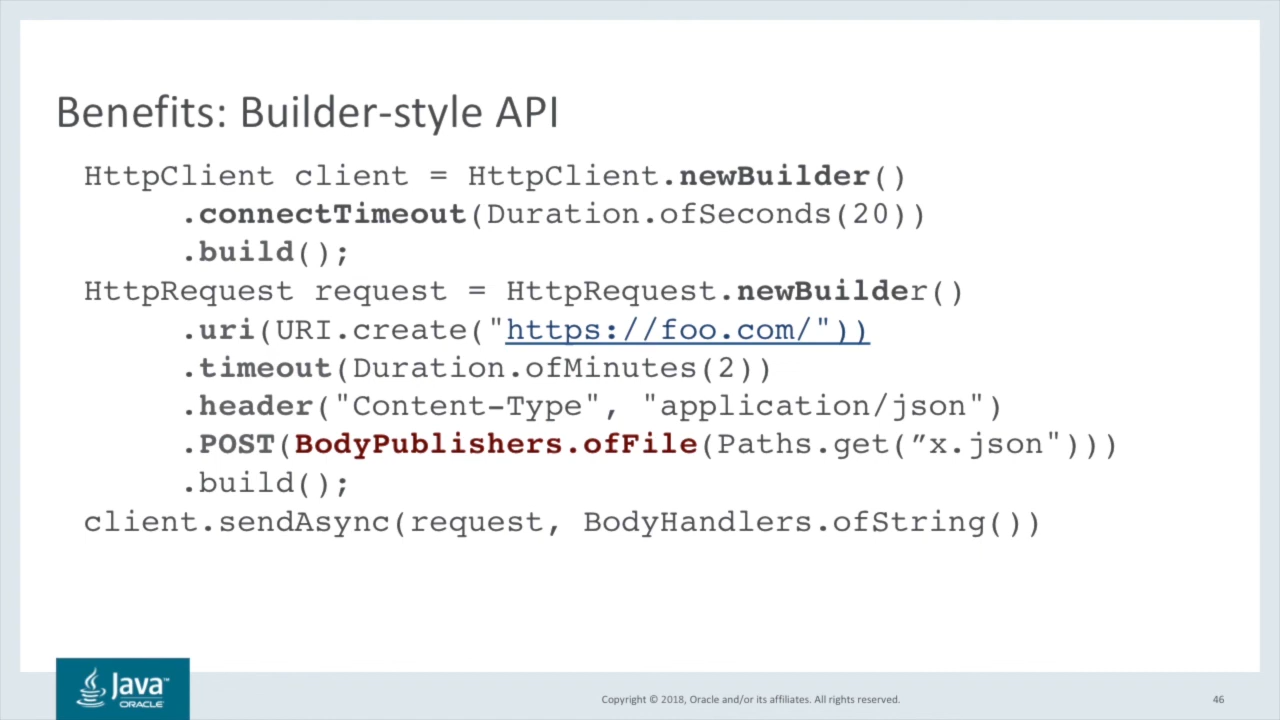 Benefits: Builder-style API
HttpClient client = HttpClient.newBuilder()
.connectTimeout(Duration.ofSeconds(20))
.build();
HttpRequest request = HttpRequest.newBuilder()
.uri(URI.create("https://foo.com/"))
.timeout(Duration.ofMinutes(2))
.header("Content-Type", "application/json")
.POST(BodyPublishers.ofFile(Paths.get(”x.json")))
.build();
client.sendAsync(request, BodyHandlers.ofString())
Java™
ORACLE
Copyright © 2018, Oracle and/or its affiliates. All rights reserved.
46